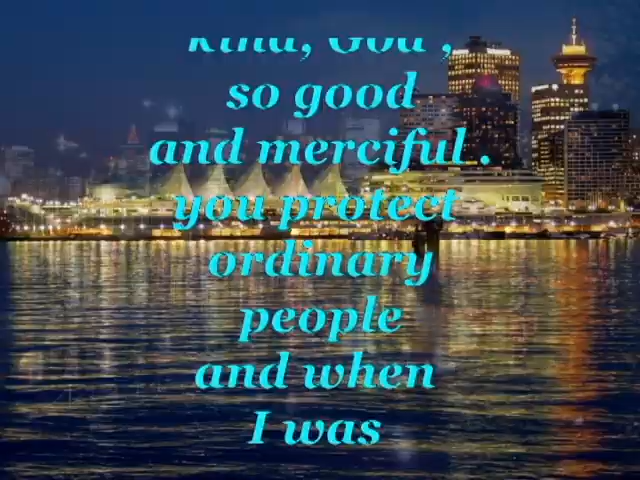 kind, God ,
so good
and merciful .
you protect
ordinary
people
and when
I was